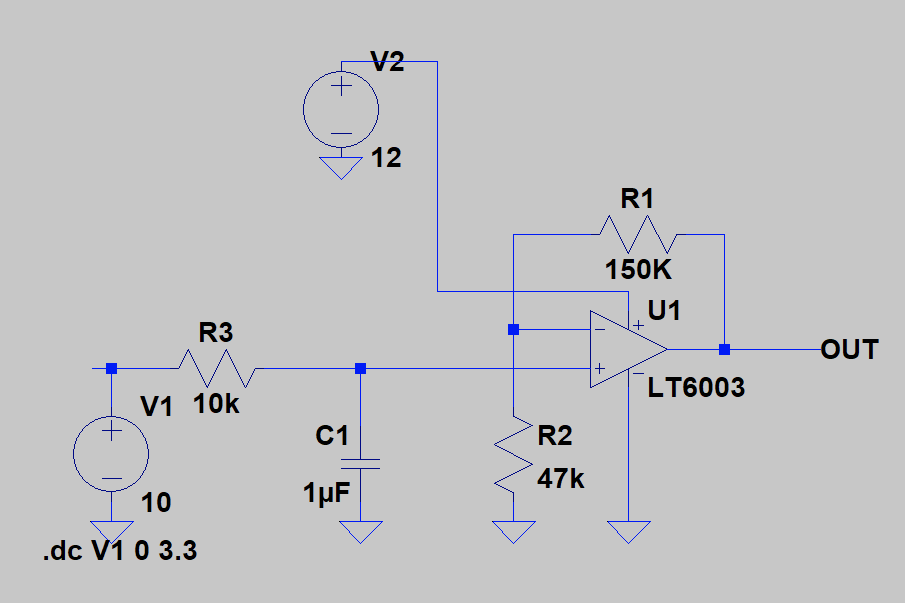 V2
12
R1
150K
U1
LT6003
OUT
R3
10k
V1
10
C1
1µF
R2
47k
.dc V1 0 3.3